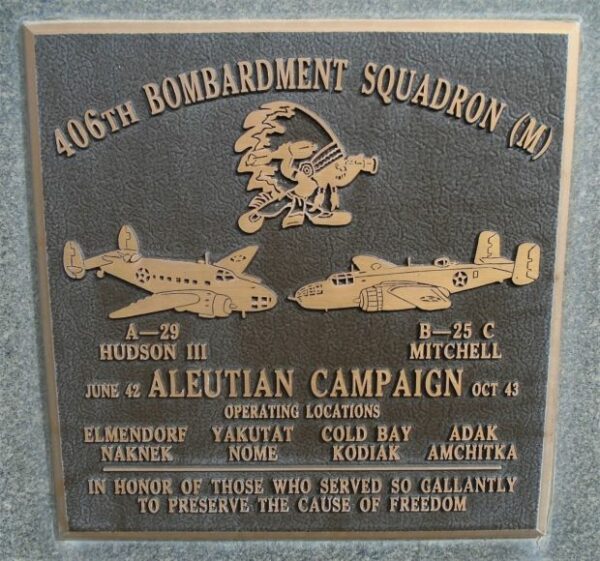 406TH BOMBARDMENT SQUADRON (M)
A—29
HUDSON III
B—25 C
MITCHELL
JUNE 42 ALEUTIAN CAMPAIGN OCT 43
OPERATING LOCATIONS
ELMENDORF YAKUTAT COLD BAY ADAK
NAKNEK NOME KODIAK AMCHITKA
IN HONOR OF THOSE WHO SERVED SO GALLANTLY
TO PRESERVE THE CAUSE OF FREEDOM